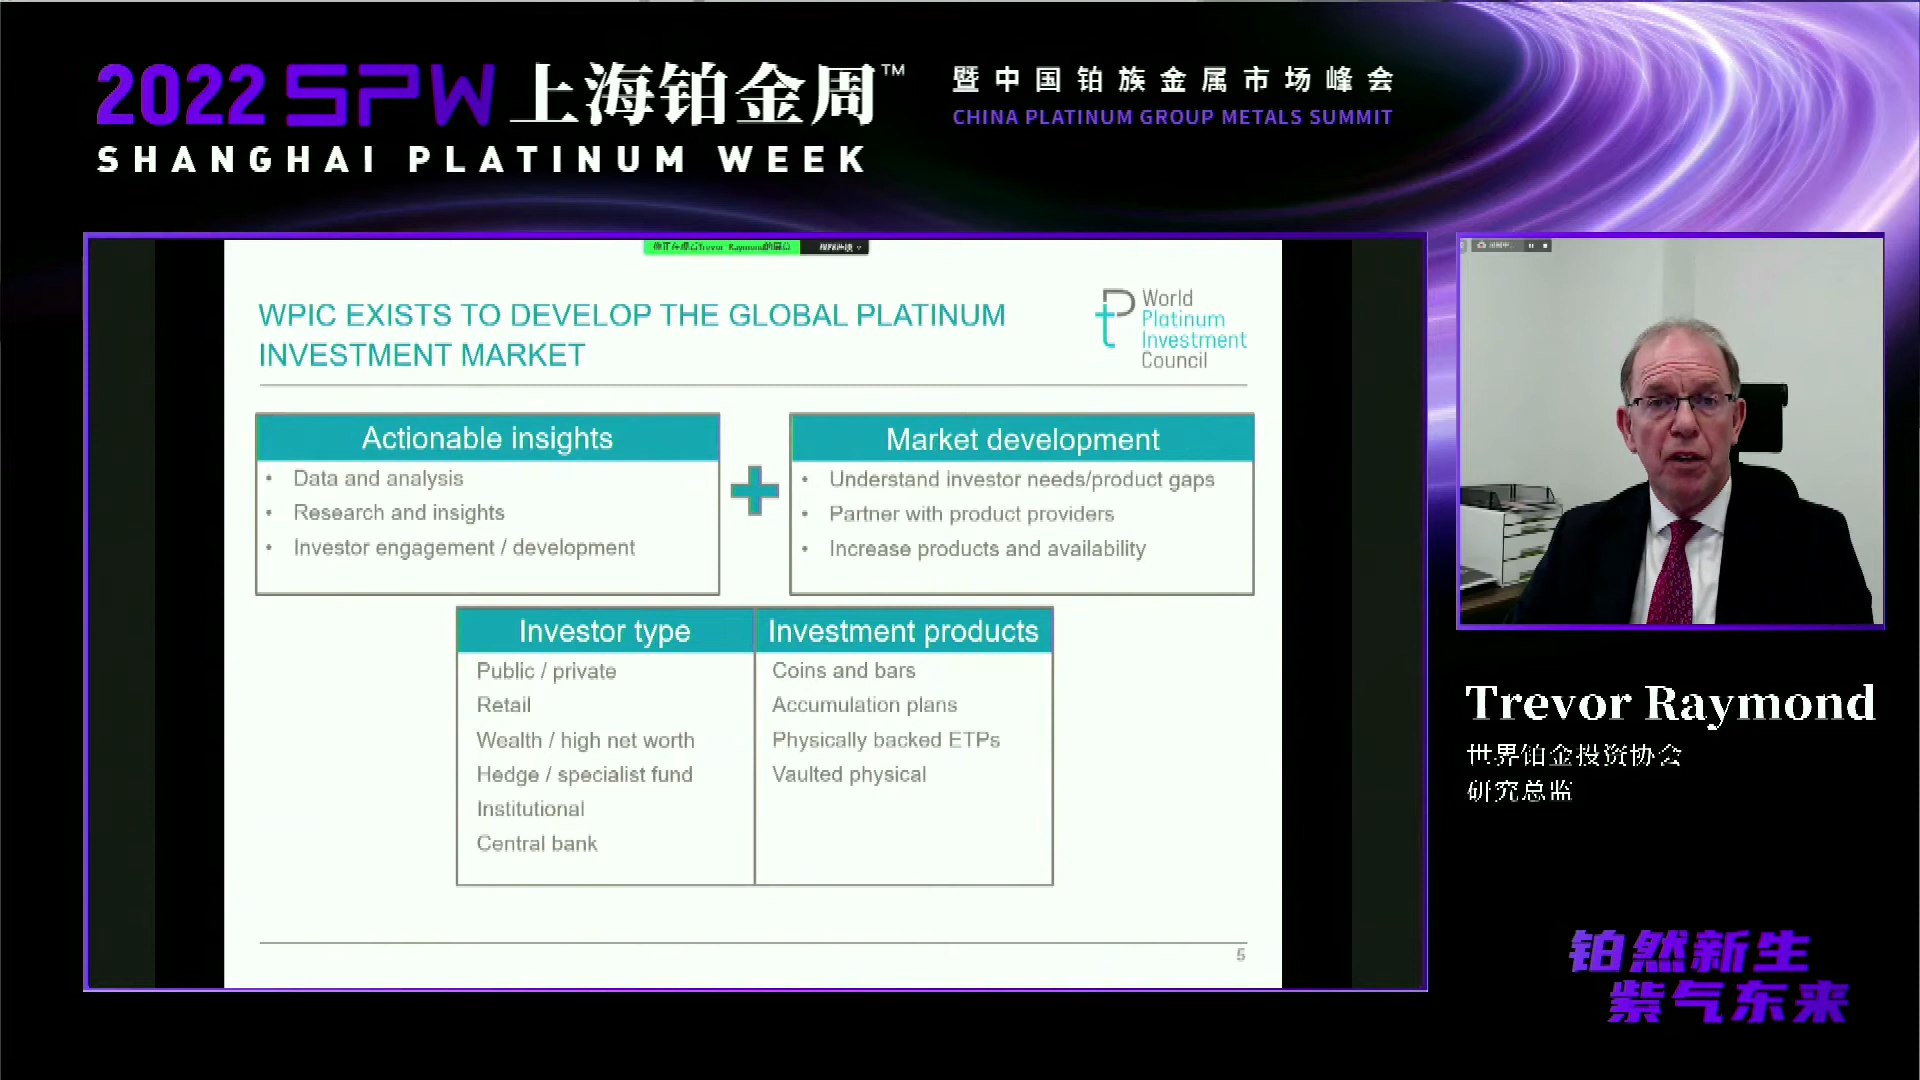 2022 SPW 上海铂金周™
SHANGHAI PLATINUM WEEK
暨中国铂族金属市场峰会
CHINA PLATINUM GROUP METALS SUMMIT
WPIC EXISTS TO DEVELOP THE GLOBAL PLATINUM
INVESTMENT MARKET
World
Platinum
Investment
Council
Actionable insights
• Data and analysis
• Research and insights
• Investor engagement / development
Market development
• Understand investor needs/product gaps
• Partner with product providers
• Increase products and availability
Investor type
Public / private
Retail
Wealth / high net worth
Hedge / specialist fund
Institutional
Central bank
Investment products
Coins and bars
Accumulation plans
Physically backed ETPs
Vaulted physical
5
Trevor Raymond
世界铂金投资协会
研究总监
铂然新生
紫气东来